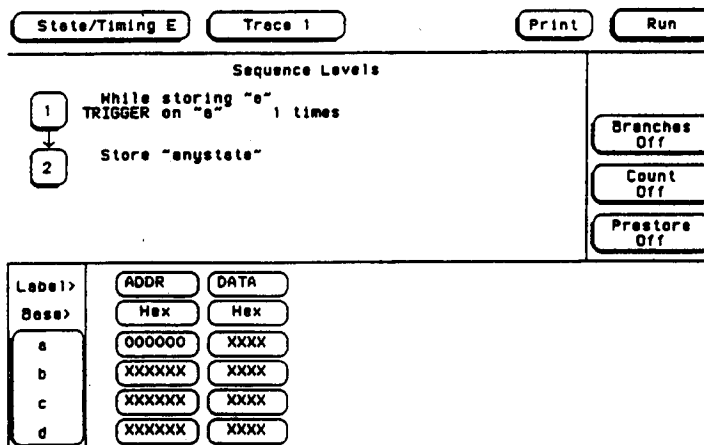 State/Timing E Trace 1 Print Run
Sequence Levels
1 While storing "a"
TRIGGER on "a" 1 times
2 Store "anystate"
Branches
Off
Count
Off
Prestore
Off
Label> ADDR DATA
Base> Hex Hex
a 000000 XXXX
b XXXXXX XXXX
c XXXXXX XXXX
d XXXXXX XXXX